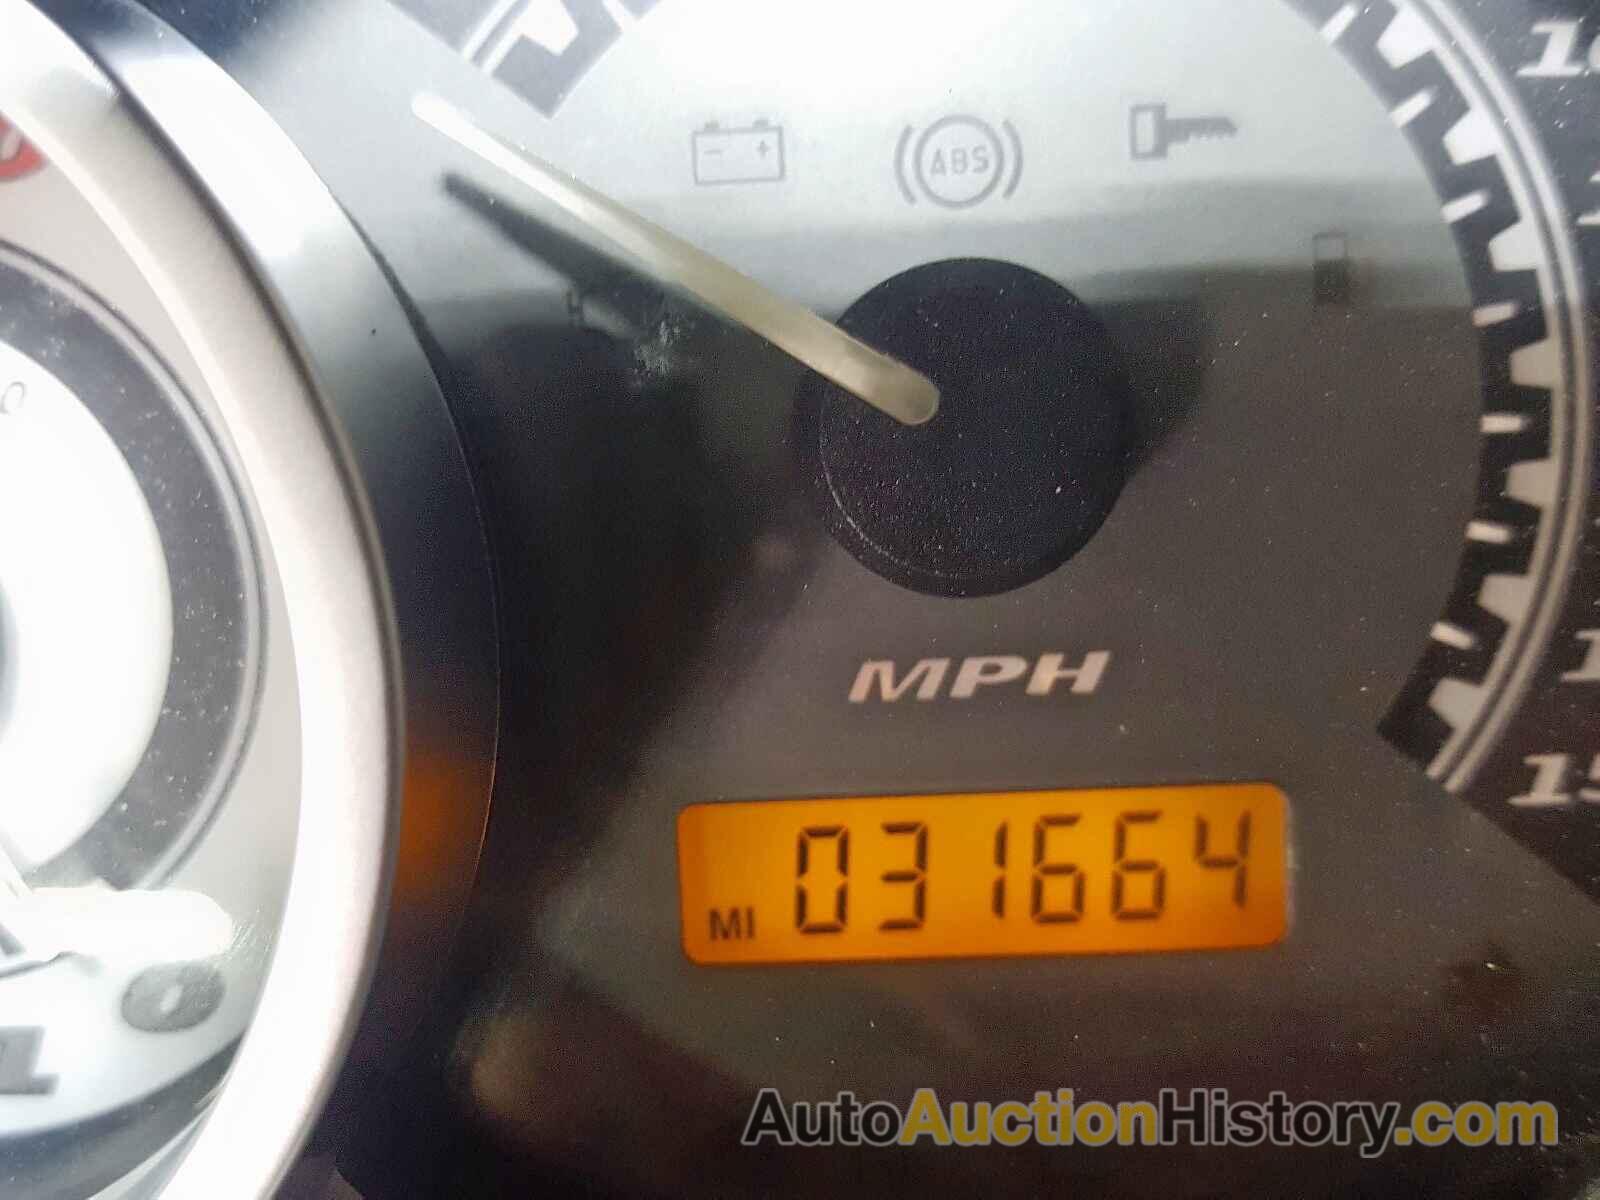 ABS
MPH
MI 031664
AutoAuctionHistory.com